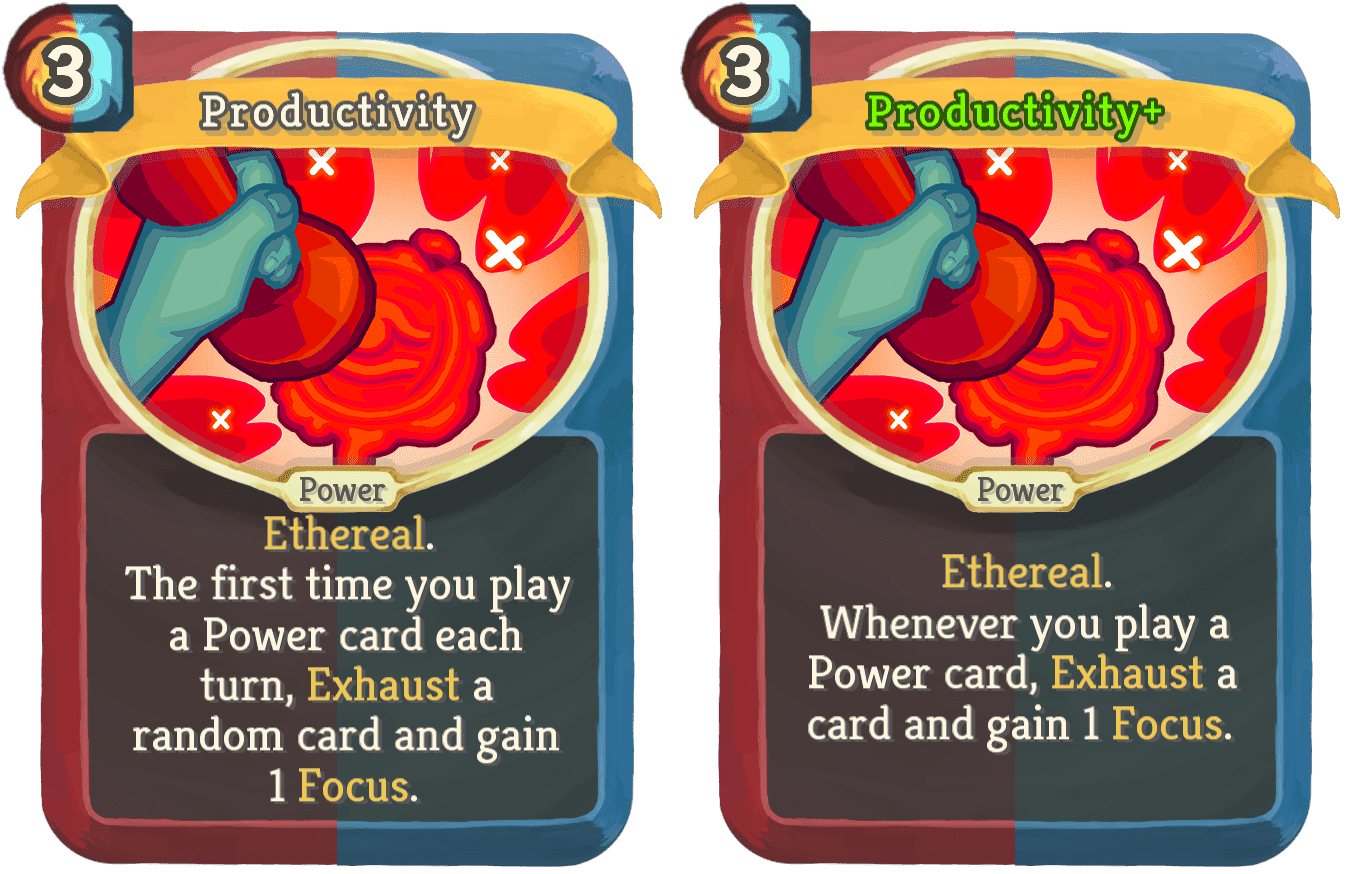 3
Productivity
Power
Ethereal.
The first time you play
a Power card each
turn, Exhaust a
random card and gain
1 Focus.
3
Productivity+
Power
Ethereal.
Whenever you play a
Power card, Exhaust a
card and gain 1 Focus.